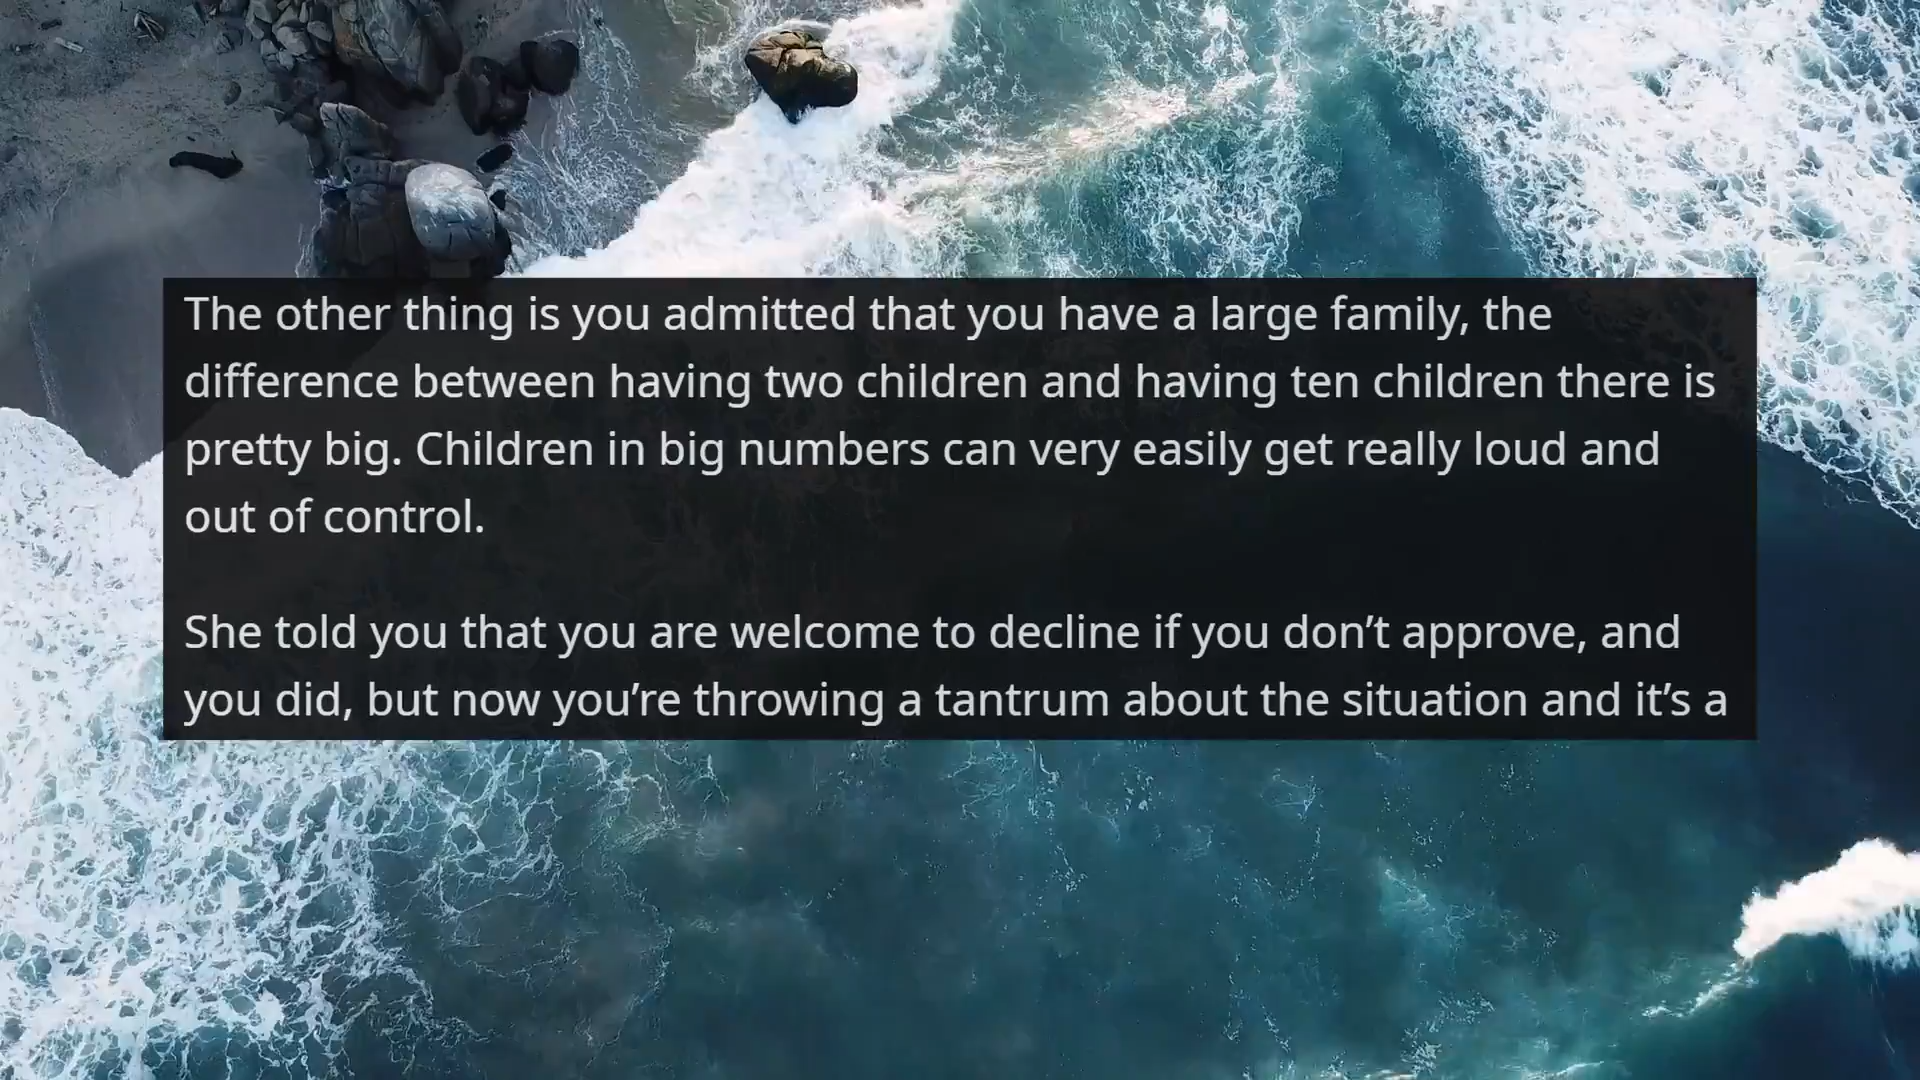 The other thing is you admitted that you have a large family, the
difference between having two children and having ten children there is
pretty big. Children in big numbers can very easily get really loud and
out of control.
She told you that you are welcome to decline if you don’t approve, and
you did, but now you’re throwing a tantrum about the situation and it’s a